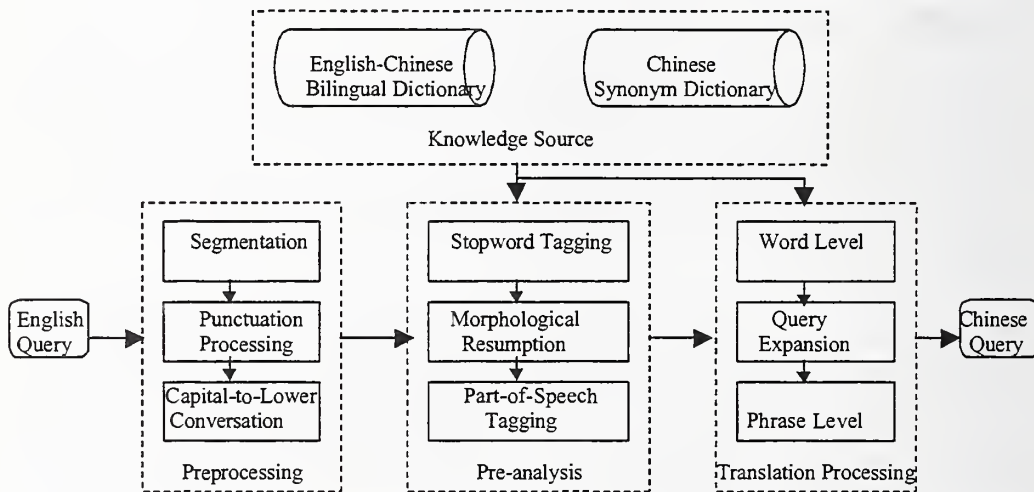 English-Chinese
Bilingual Dictionary
Chinese
Synonym Dictionary
Knowledge Source
English
Query
Segmentation
Punctuation
Processing
Capital-to-Lower
Conversation
Preprocessing
Stopword Tagging
Morphological
Resumption
Part-of-Speech
Tagging
Pre-analysis
Word Level
Query
Expansion
Phrase Level
Translation Processing
Chinese
Query